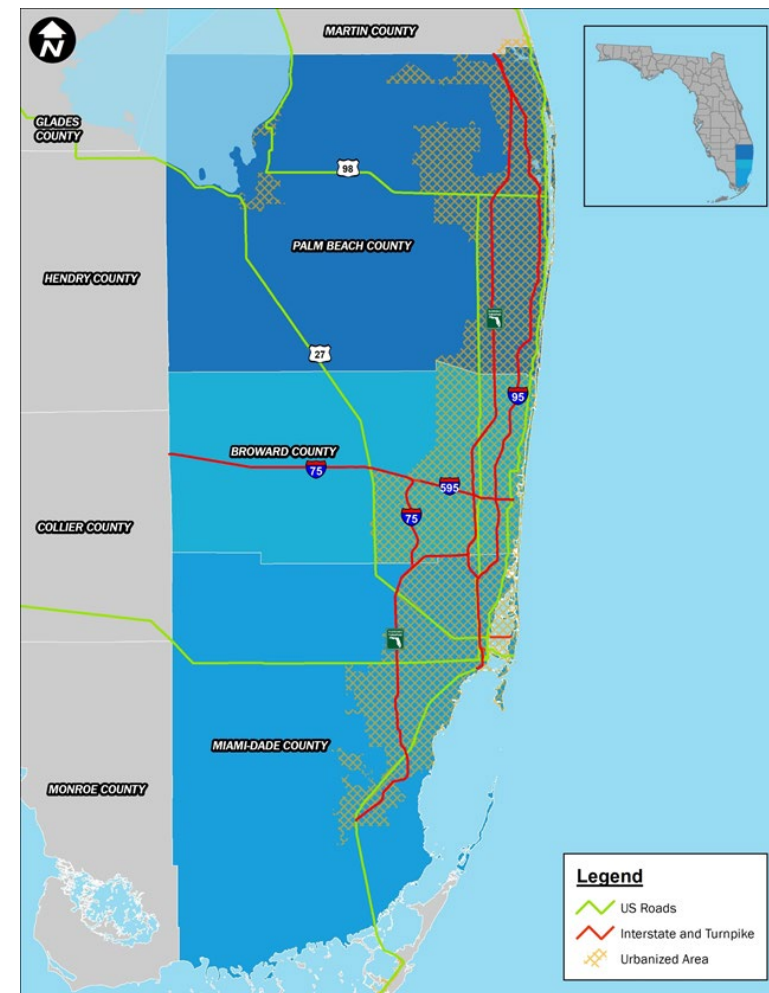 N
MARTIN COUNTY
GLADES
COUNTY
98
PALM BEACH COUNTY
HENDRY COUNTY
27
95
BROWARD COUNTY
75
595
75
COLLIER COUNTY
MIAMI-DADE COUNTY
MONROE COUNTY
Legend
US Roads
Interstate and Turnpike
Urbanized Area